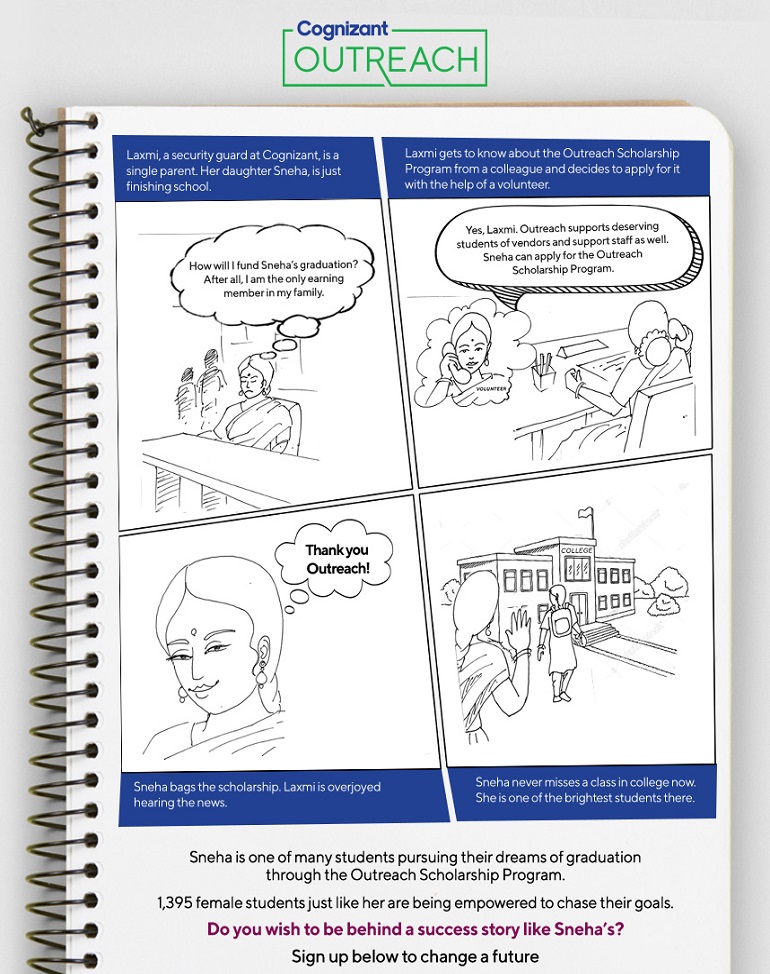 Cognizant
OUTREACH
Laxmi, a security guard at Cognizant, is a
single parent. Her daughter Sneha, is just
finishing school.
Laxmi gets to know about the Outreach Scholarship
Program from a colleague and decides to apply for it
with the help of a volunteer.
How will I fund Sneha's graduation?
After all, I am the only earning
member in my family.
Yes, Laxmi. Outreach supports deserving
students of vendors and support staff as well.
Sneha can apply for the Outreach
Scholarship Program.
VOLUNTEER
Thank you
Outreach!
COLLEGE
Sneha bags the scholarship. Laxmi is overjoyed
hearing the news.
Sneha never misses a class in college now.
She is one of the brightest students there.
Sneha is one of many students pursuing their dreams of graduation
through the Outreach Scholarship Program.
1,395 female students just like her are being empowered to chase their goals.
Do you wish to be behind a success story like Sneha's?
Sign up below to change a future